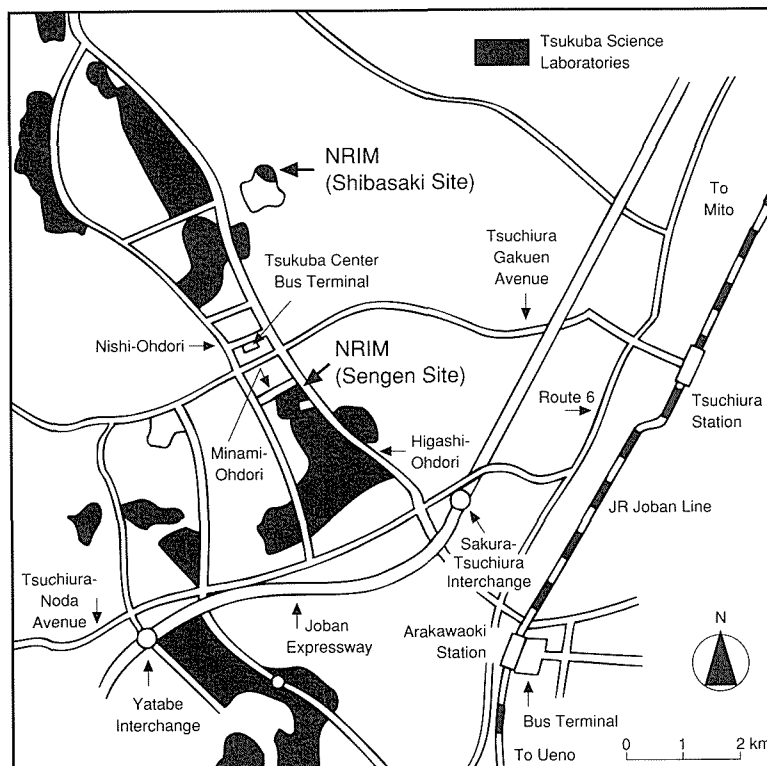 Tsukuba Science
Laboratories
NRIM
(Shibasaki Site)
To
Mito
Tsuchiura
Gakuen
Avenue
Tsukuba Center
Bus Terminal
Nishi-Ohdori
NRIM
(Sengen Site)
Route 6
Tsuchiura
Station
Minami-
Ohdori
Higashi-
Ohdori
JR Joban Line
Sakura-
Tsuchiura
Interchange
Tsuchiura-
Noda
Avenue
Joban
Expressway
Arakawaoki
Station
N
Yatabe
Interchange
Bus Terminal
To Ueno
0 1 2 km